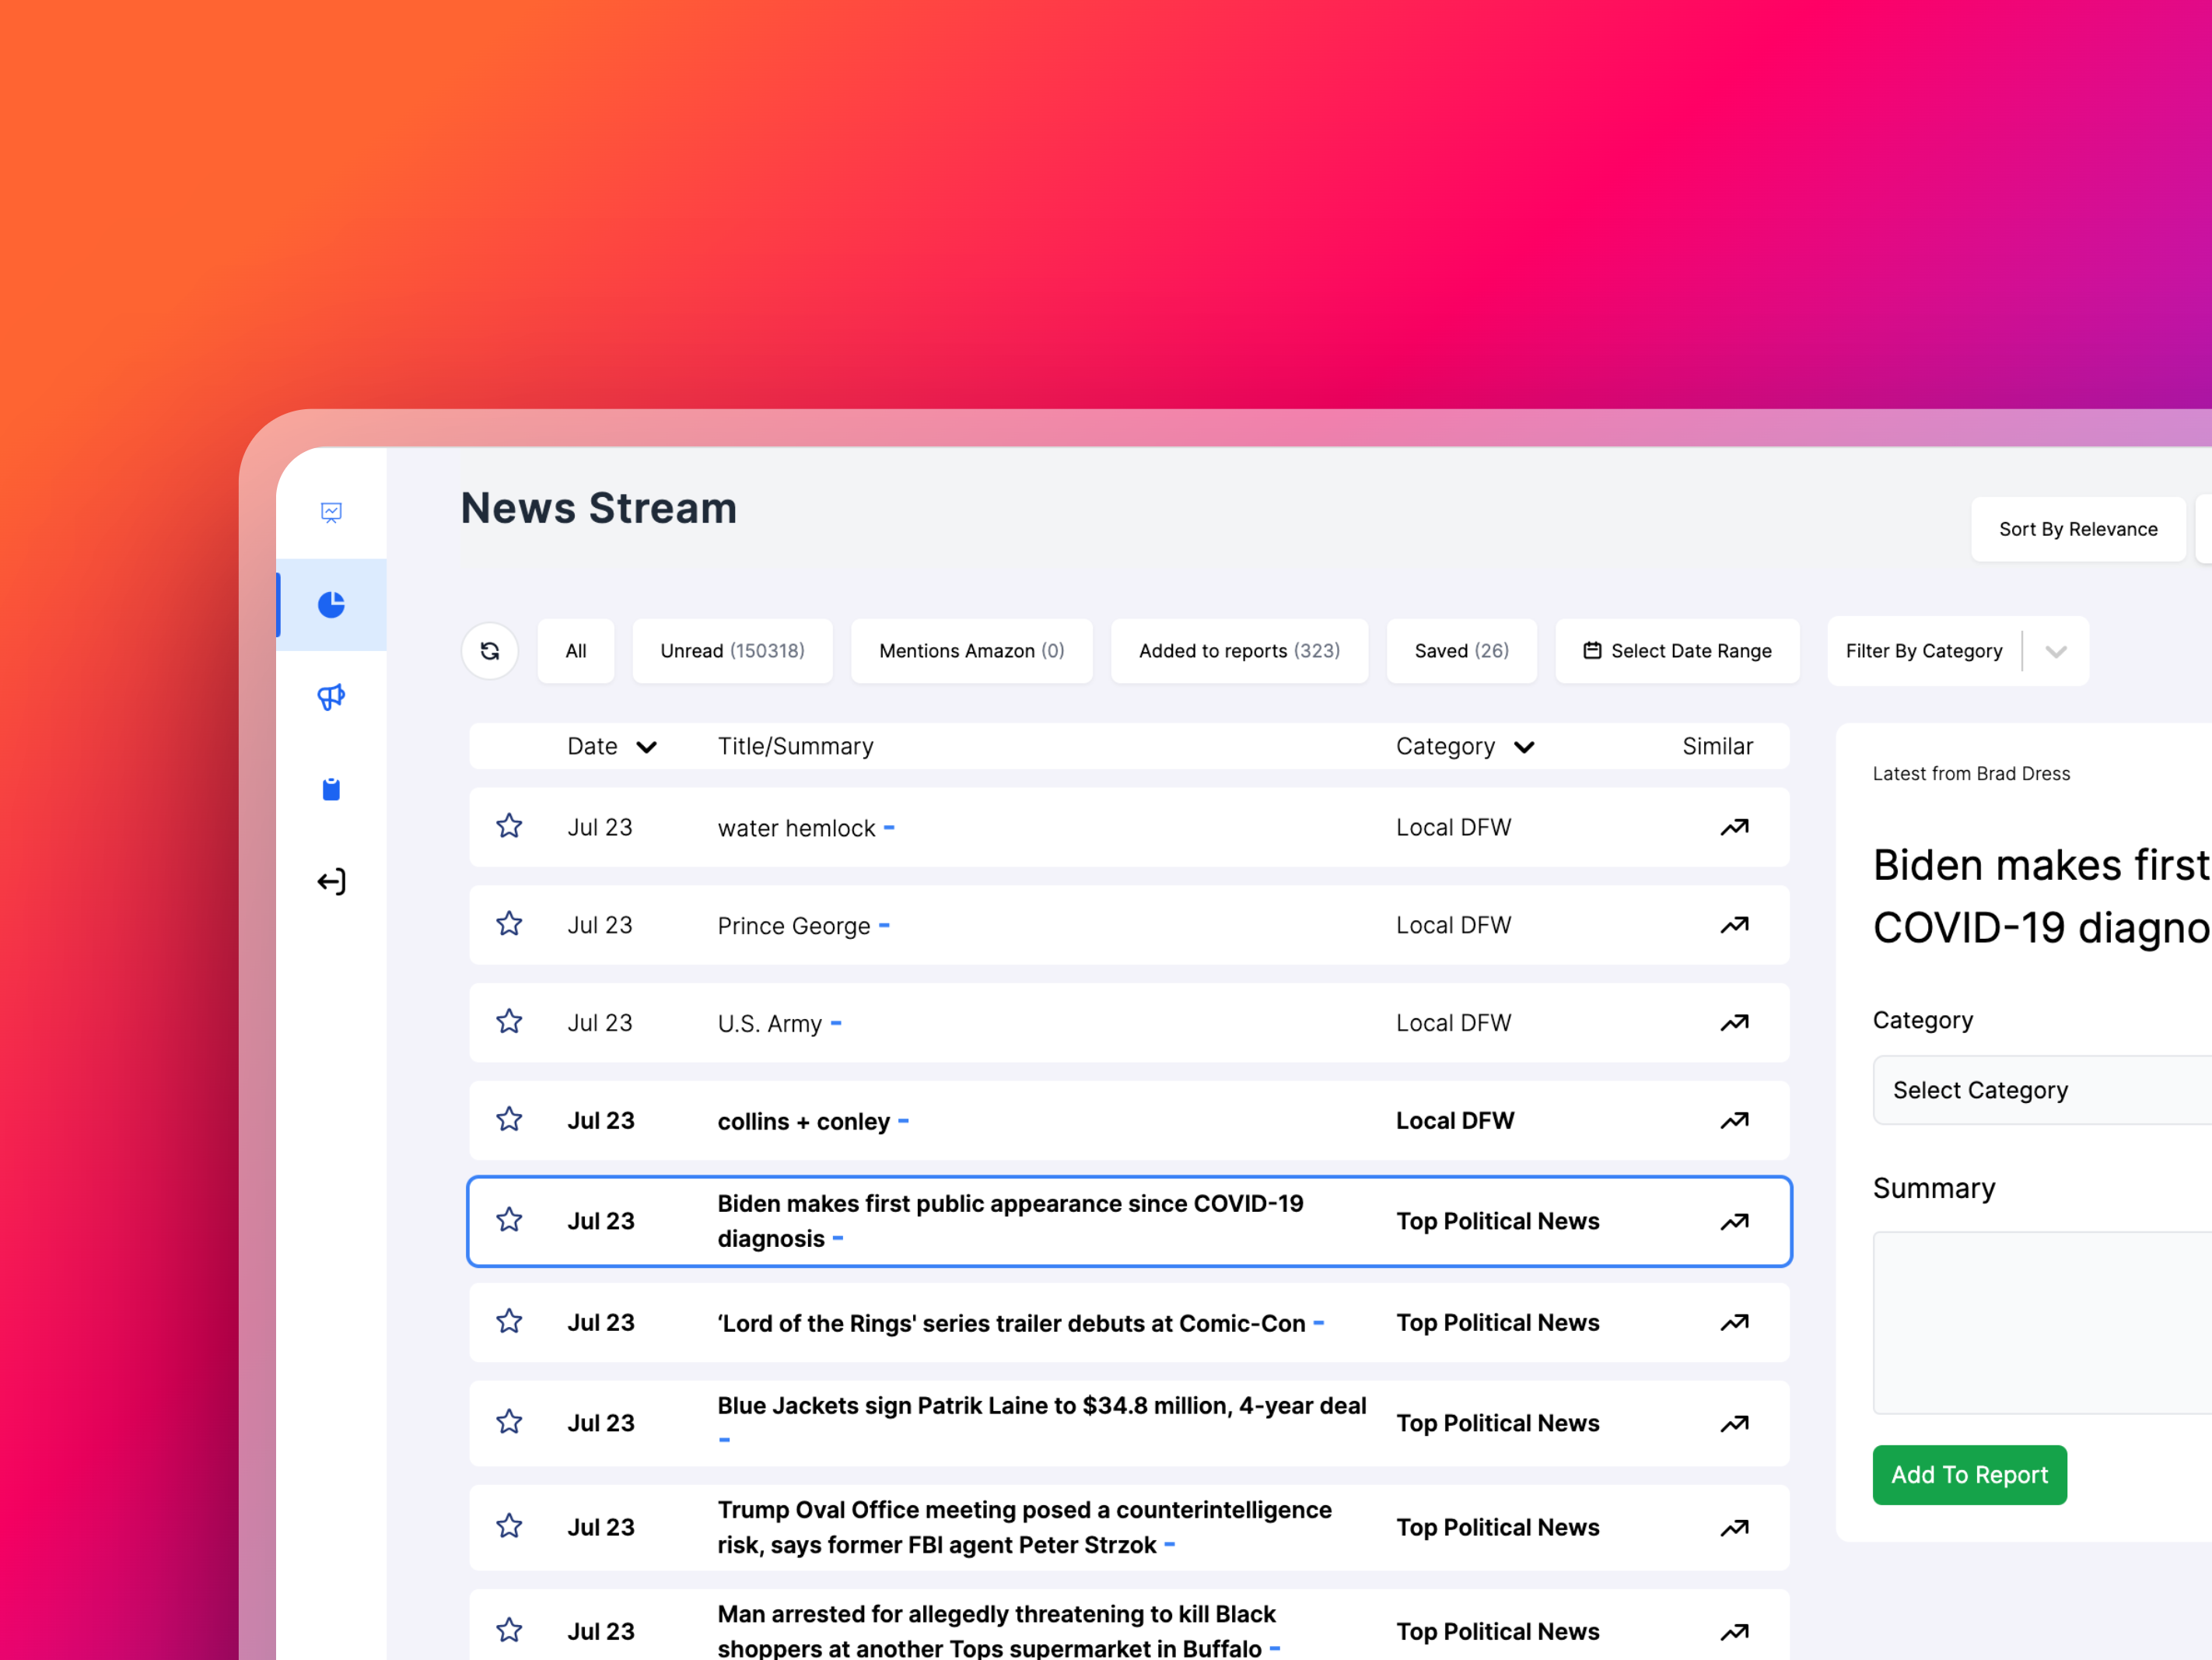 News Stream
Sort By Relevance
All
Unread (150318)
Mentions Amazon (0)
Added to reports (323)
Saved (26)
Select Date Range
Filter By Category
Date
Title/Summary
Category
Similar
Jul 23
water hemlock -
Local DFW
Jul 23
Prince George -
Local DFW
Jul 23
U.S. Army -
Local DFW
Jul 23
collins + conley -
Local DFW
Jul 23
Biden makes first public appearance since COVID-19
diagnosis -
Top Political News
Jul 23
‘Lord of the Rings' series trailer debuts at Comic-Con -
Top Political News
Jul 23
Blue Jackets sign Patrik Laine to $34.8 million, 4-year deal
-
Top Political News
Jul 23
Trump Oval Office meeting posed a counterintelligence
risk, says former FBI agent Peter Strzok -
Top Political News
Jul 23
Man arrested for allegedly threatening to kill Black
shoppers at another Tops supermarket in Buffalo -
Top Political News
Latest from Brad Dress
Biden makes first
COVID-19 diagno
Category
Select Category
Summary
Add To Report